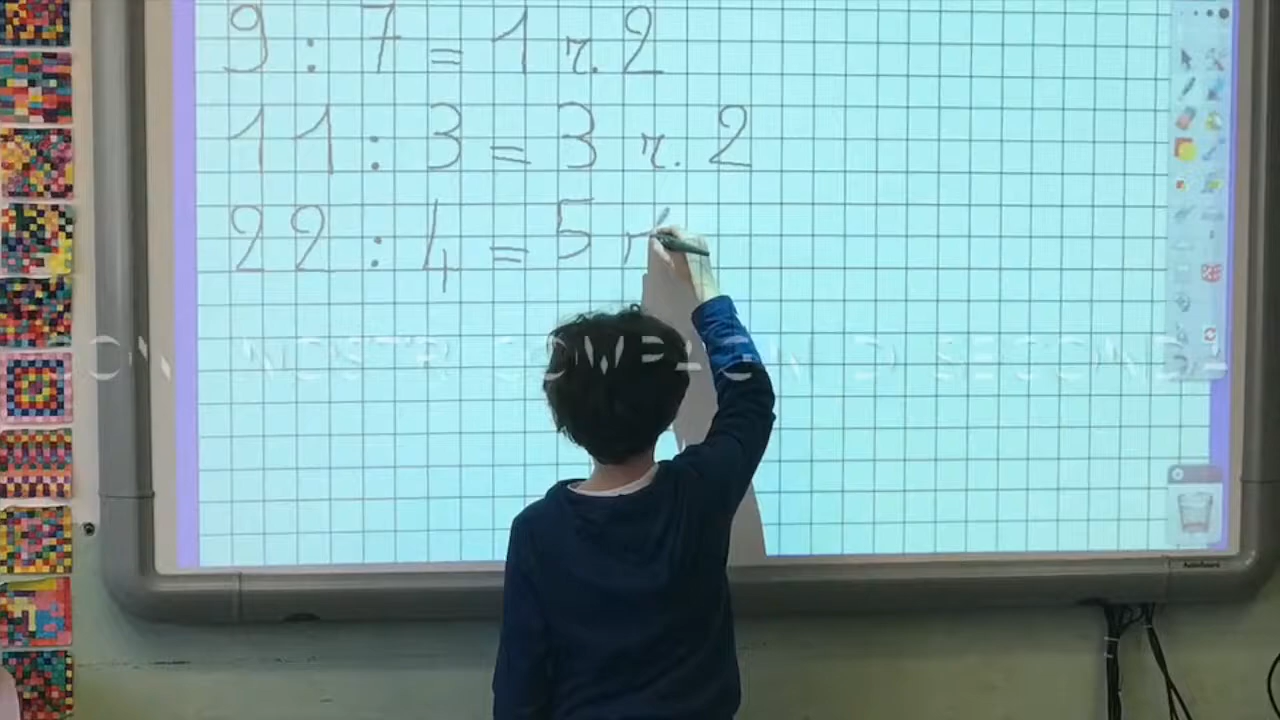 9 : 7 = 1 r. 2
11 : 3 = 3 r. 2
22 : 4 = 5 r